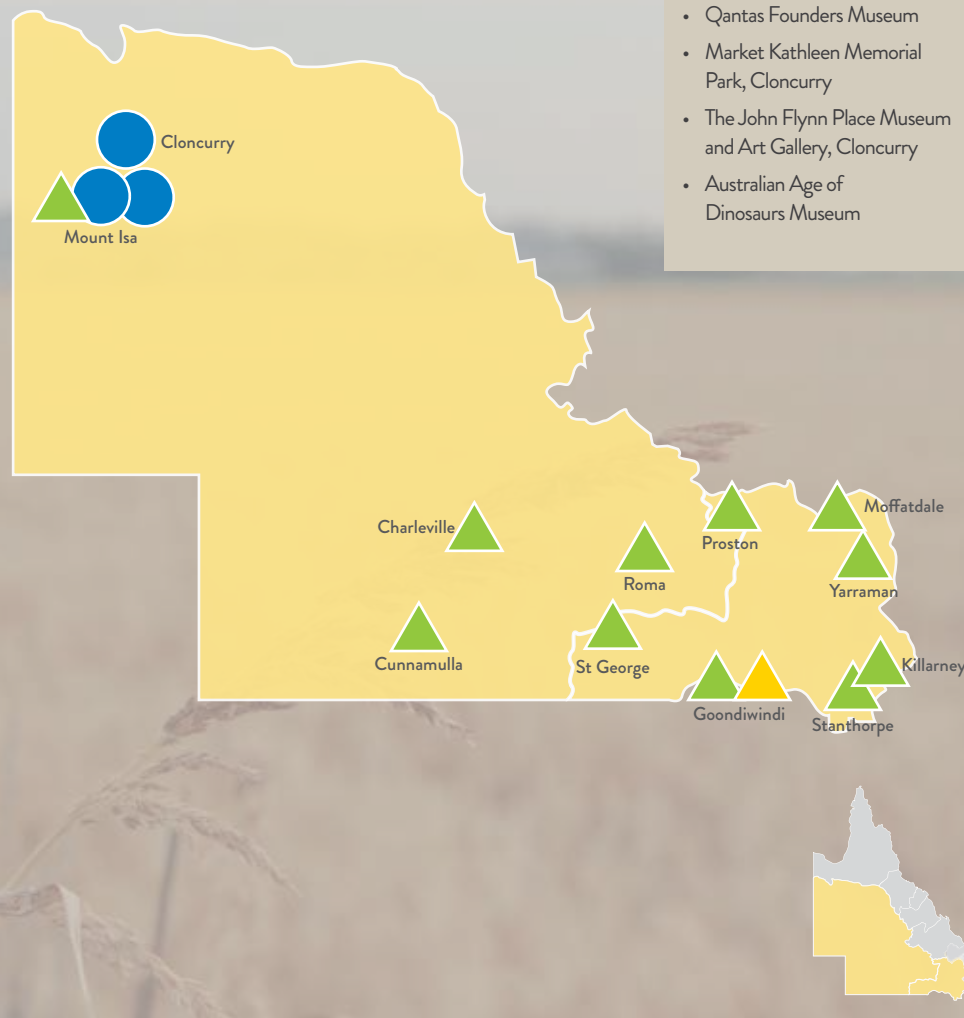 • Qantas Founders Museum
• Market Kathleen Memorial
Park, Cloncurry
• The John Flynn Place Museum
and Art Gallery, Cloncurry
• Australian Age of
Dinosaurs Museum
Cloncurry
Mount Isa
Charleville
Proston
Moffatdale
Roma
Yarraman
Cunnamulla
St George
Killarney
Goondiwindi
Stanthorpe